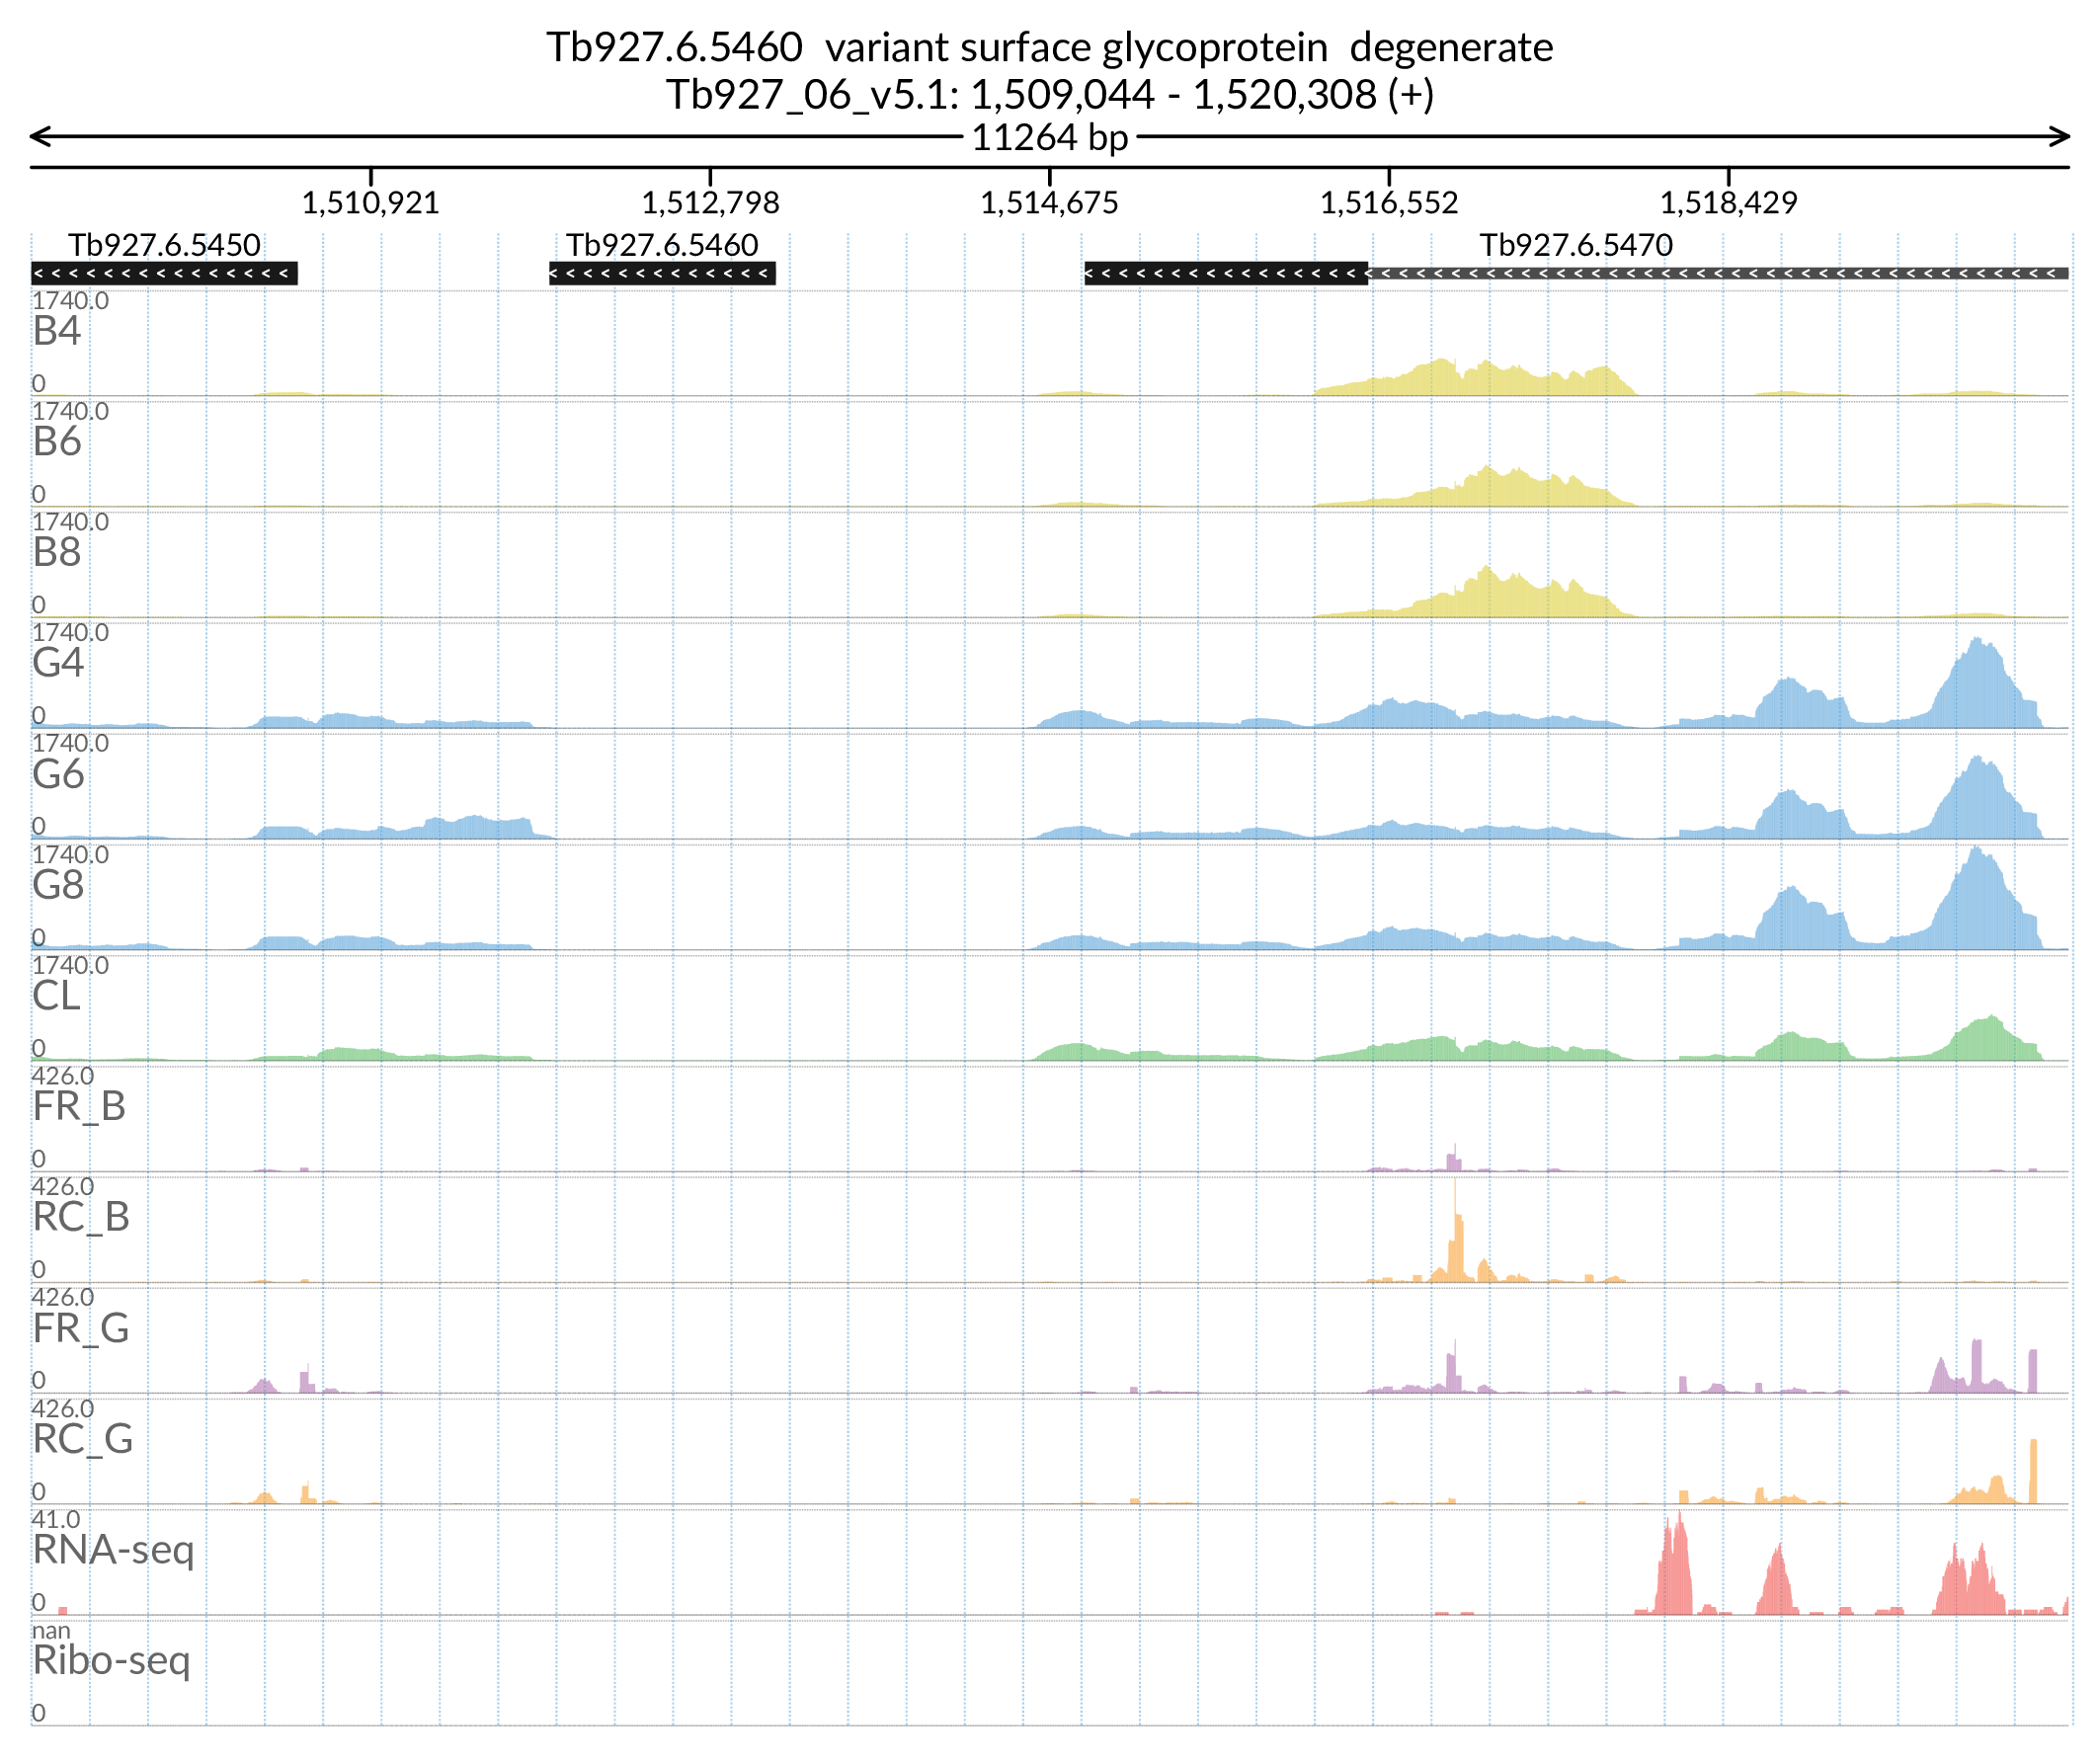 Tb927.6.5460 variant surface glycoprotein degenerate
Tb927_06_v5.1: 1,509,044 - 1,520,308 (+)
11264 bp
1,510,921 1,512,798 1,514,675 1,516,552 1,518,429
Tb927.6.5450 Tb927.6.5460 Tb927.6.5470
1740.0
B4
0
1740.0
B6
0
1740.0
B8
0
1740.0
G4
0
1740.0
G6
0
1740.0
G8
0
1740.0
CL
0
426.0
FR_B
0
426.0
RC_B
0
426.0
FR_G
0
426.0
RC_G
0
41.0
RNA-seq
0
nan
Ribo-seq
0